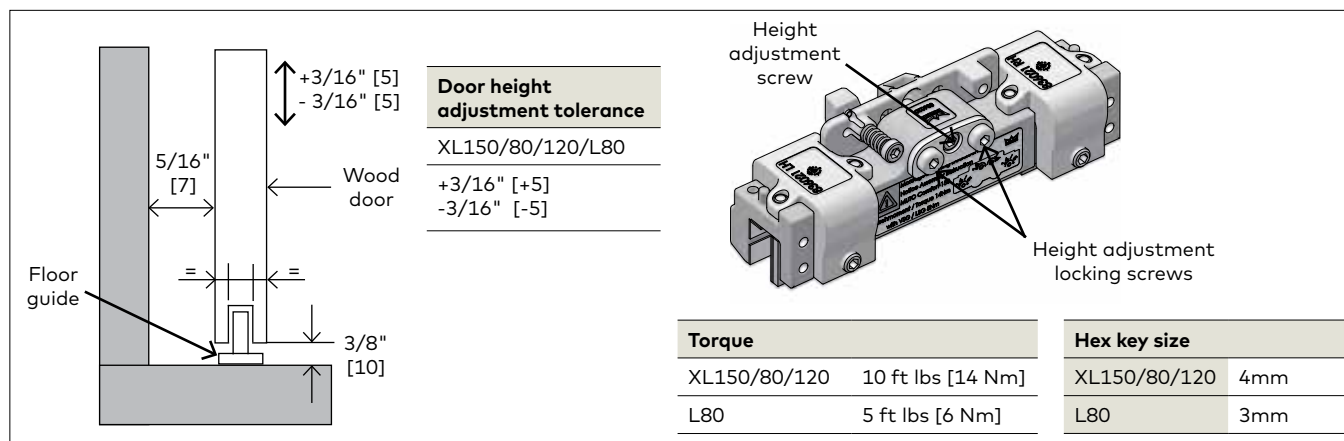 +3/16" [5]
- 3/16" [5]
5/16"
[7]
Wood
door
=
=
Floor
guide
3/8"
[10]
Door height
adjustment tolerance
XL150/80/120/L80
+3/16" [+5]
-3/16" [-5]
Height
adjustment
screw
Height adjustment
locking screws
Torque
XL150/80/120 10 ft lbs [14 Nm]
L80 5 ft lbs [6 Nm]
Hex key size
XL150/80/120 4mm
L80 3mm